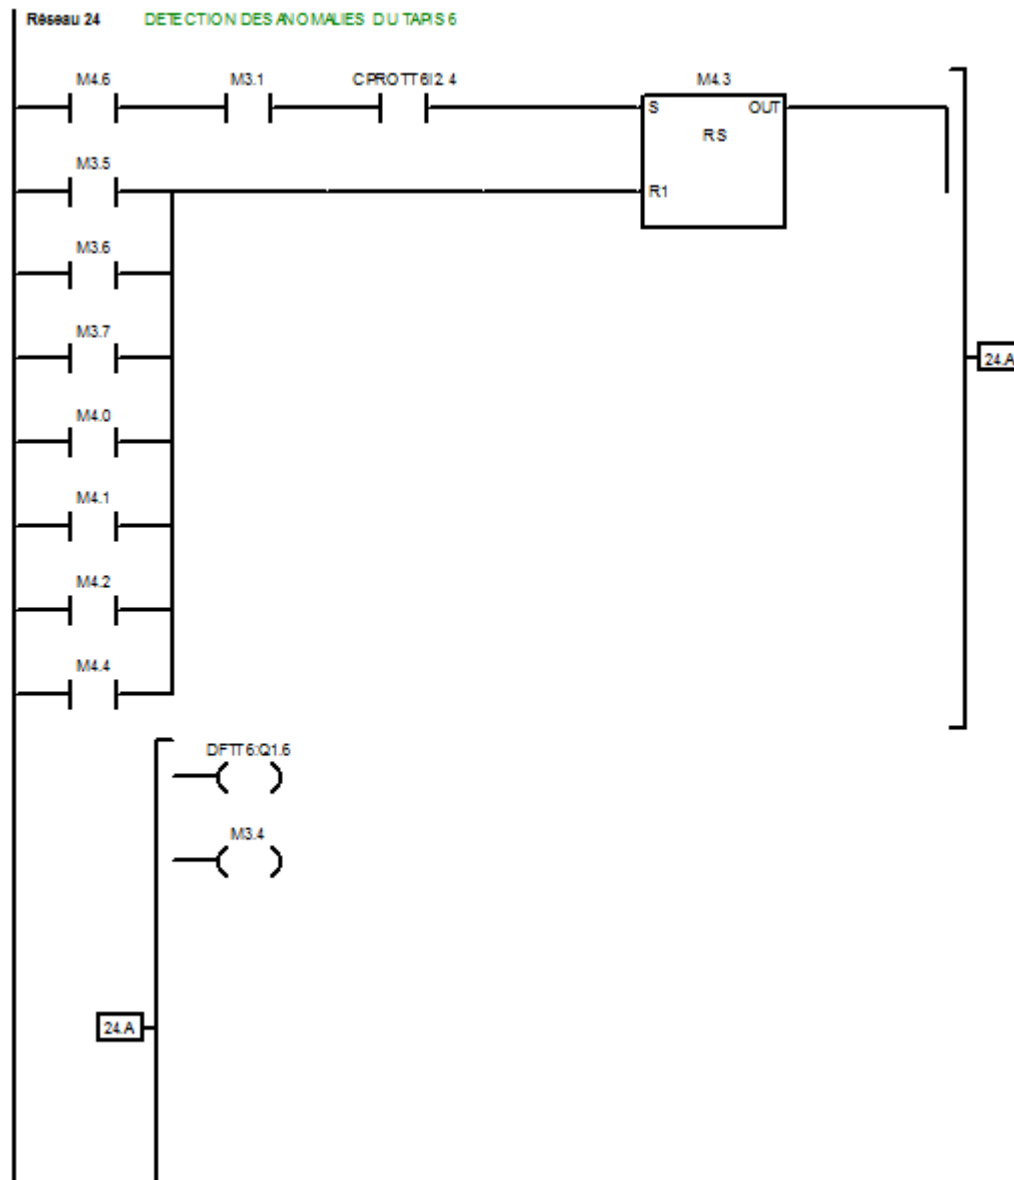 Réseau 24 DETECTION DES ANOMALIES DU TAPIS 6
M4.6 M3.1 CPROTT6:I2.4 M4.3
S OUT
RS
M3.5
R1
M3.6
M3.7
24.A
M4.0
M4.1
M4.2
M4.4
DFTT6:Q1.6
M3.4
24.A